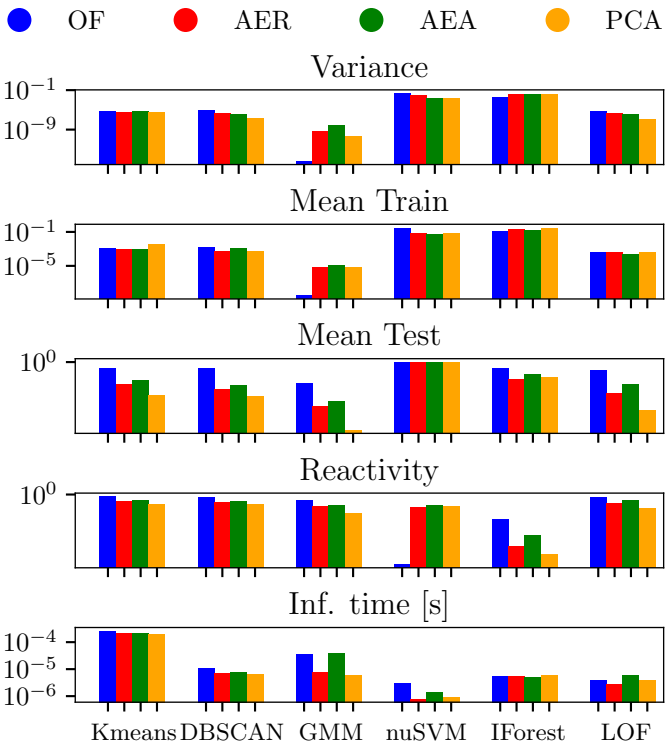 OF AER AEA PCA
Variance
10^-1
10^-9
Mean Train
10^-1
10^-5
Mean Test
10^0
Reactivity
10^0
Inf. time [s]
10^-4
10^-5
10^-6
Kmeans DBSCAN GMM nuSVM IForest LOF